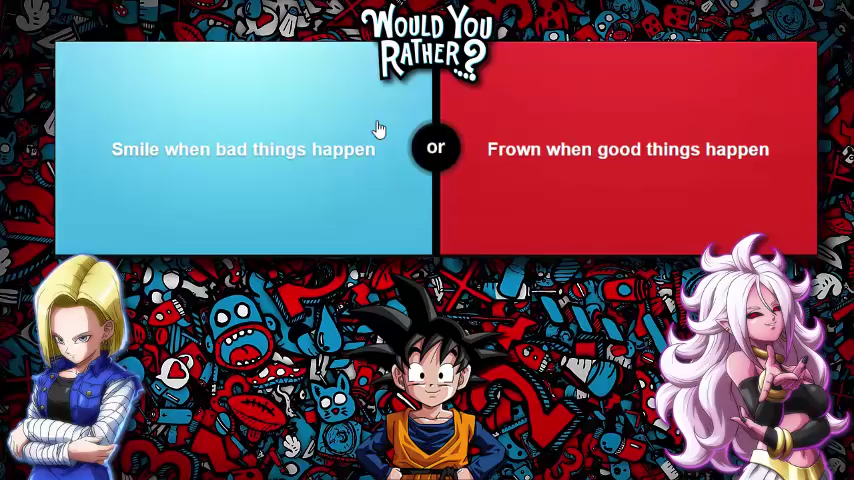 WOULD YOU
RATHER...?
Smile when bad things happen
or
Frown when good things happen